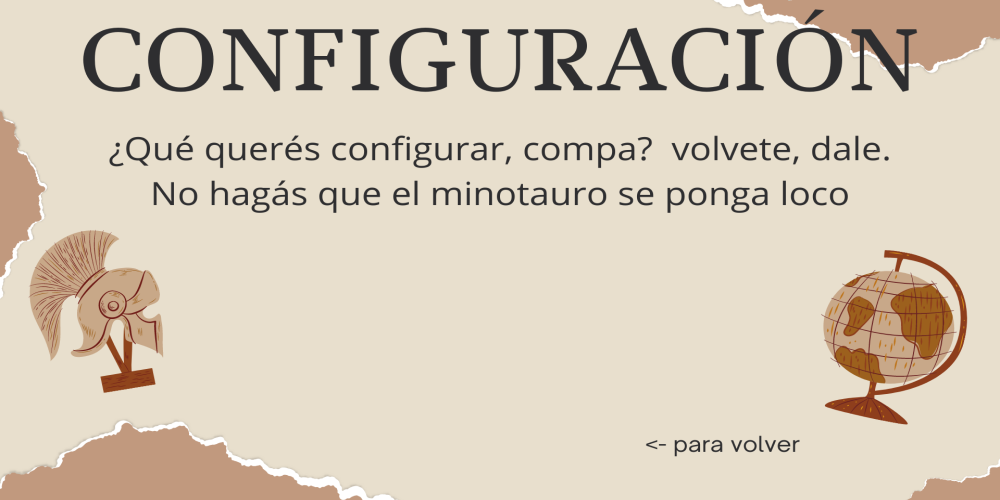 CONFIGURACIÓN
¿Qué querés configurar, compa?  volvete, dale.
No hagás que el minotauro se ponga loco
<- para volver